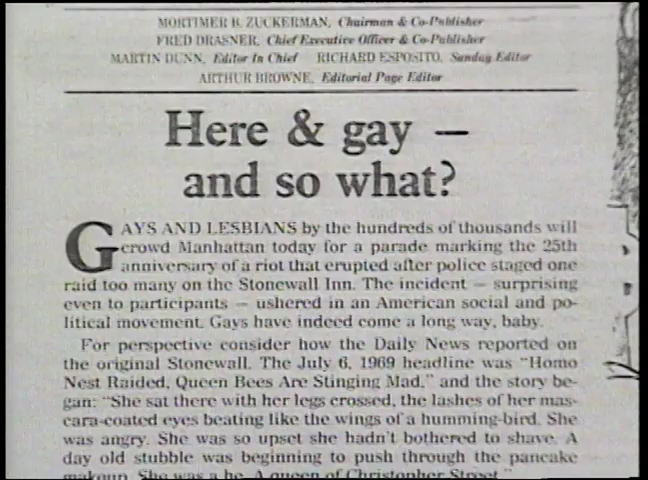 MORTIMER B. ZUCKERMAN, Chairman & Co-Publisher
FRED DRASNER, Chief Executive Officer & Co-Publisher
MARTIN DUNN, Editor In Chief RICHARD ESPOSITO, Sunday Editor
ARTHUR BROWNE, Editorial Page Editor
Here & gay —
and so what?
GAYS AND LESBIANS by the hundreds of thousands will
crowd Manhattan today for a parade marking the 25th
anniversary of a riot that erupted after police staged one
raid too many on the Stonewall Inn. The incident — surprising
even to participants — ushered in an American social and po-
litical movement. Gays have indeed come a long way, baby.
For perspective consider how the Daily News reported on
the original Stonewall. The July 6, 1969 headline was "Homo
Nest Raided, Queen Bees Are Stinging Mad," and the story be-
gan: "She sat there with her legs crossed, the lashes of her mas-
cara-coated eyes beating like the wings of a humming-bird. She
was angry. She was so upset she hadn't bothered to shave. A
day old stubble was beginning to push through the pancake
makeup. She was a he. A queen of Christopher Street."